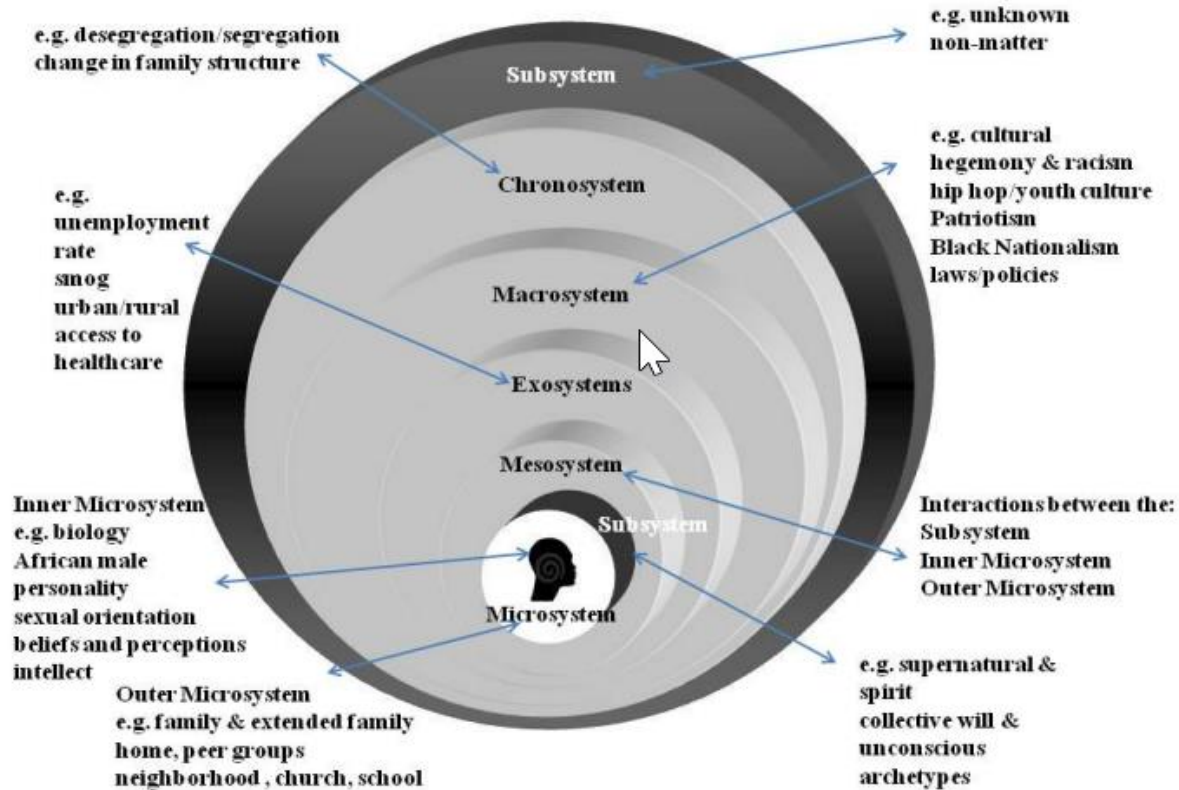 e.g. desegregation/segregation
change in family structure
e.g. unknown
non-matter
Subsystem
e.g. cultural
hegemony & racism
hip hop/youth culture
Patriotism
Black Nationalism
laws/policies
Chronosystem
e.g.
unemployment
rate
smog
urban/rural
access to
healthcare
Macrosystem
Exosystems
Mesosystem
Inner Microsystem
e.g. biology
African male
personality
sexual orientation
beliefs and perceptions
intellect
Subsystem
Microsystem
Interactions between the:
Subsystem
Inner Microsystem
Outer Microsystem
Outer Microsystem
e.g. family & extended family
home, peer groups
neighborhood , church, school
e.g. supernatural &
spirit
collective will &
unconscious
archetypes